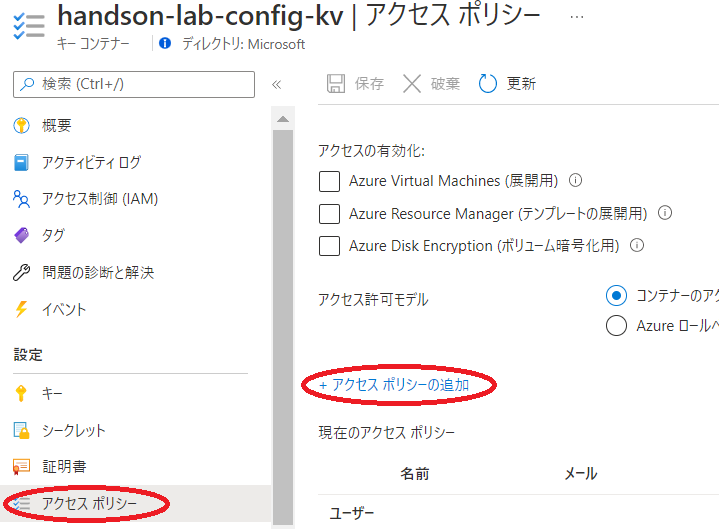 handson-lab-config-kv | アクセス ポリシー ...
キー コンテナー ディレクトリ: Microsoft
検索 (Ctrl+/)
概要
アクティビティ ログ
アクセス制御 (IAM)
タグ
問題の診断と解決
イベント
設定
キー
シークレット
証明書
アクセス ポリシー
保存 破棄 更新
アクセスの有効化:
Azure Virtual Machines (展開用)
Azure Resource Manager (テンプレートの展開用)
Azure Disk Encryption (ボリューム暗号化用)
アクセス許可モデル
コンテナーのアク
Azure ロールベ
+ アクセス ポリシーの追加
現在のアクセス ポリシー
名前 メール
ユーザー